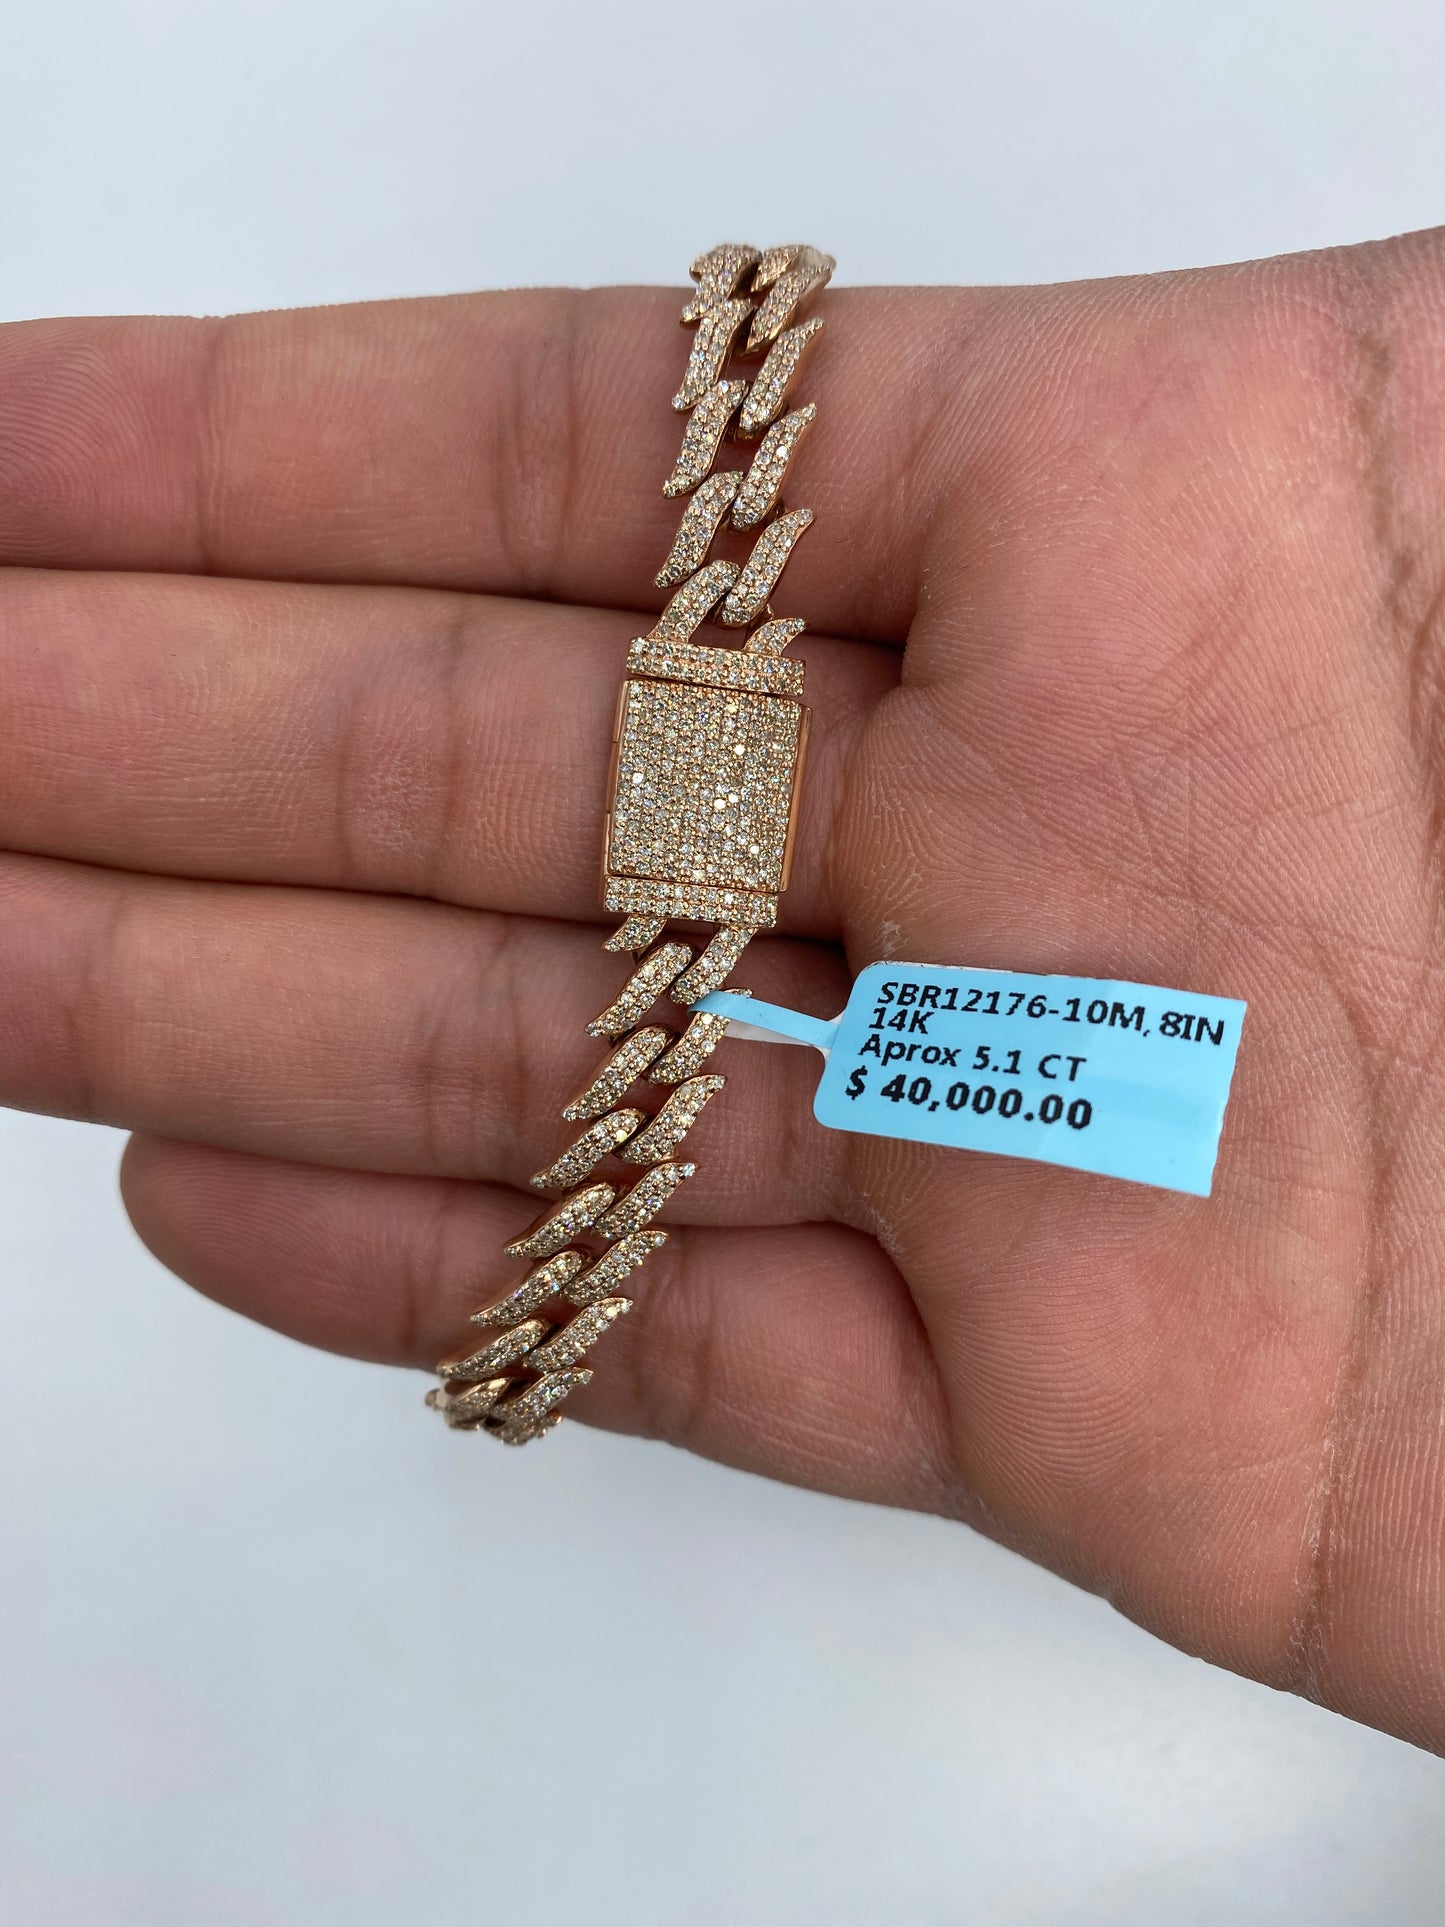 SBR12176-10M, 8IN
14K
Aprox 5.1 CT
$ 40,000.00